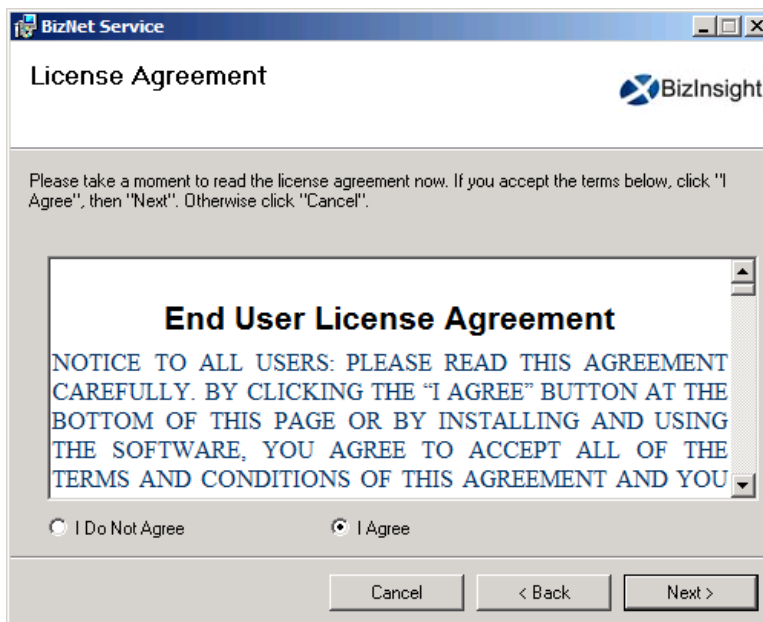 BizNet Service
License Agreement
BizInsight
Please take a moment to read the license agreement now. If you accept the terms below, click "I
Agree", then "Next". Otherwise click "Cancel".
End User License Agreement
NOTICE TO ALL USERS: PLEASE READ THIS AGREEMENT
CAREFULLY. BY CLICKING THE “I AGREE” BUTTON AT THE
BOTTOM OF THIS PAGE OR BY INSTALLING AND USING
THE SOFTWARE, YOU AGREE TO ACCEPT ALL OF THE
TERMS AND CONDITIONS OF THIS AGREEMENT AND YOU
I Do Not Agree
I Agree
Cancel
< Back
Next >